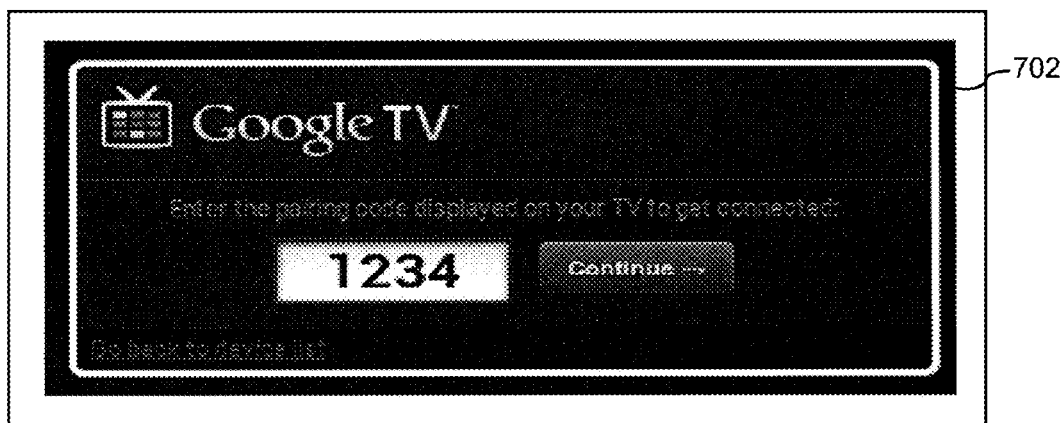 702
Google TV
Enter the pairing code displayed on your TV to get connected:
1234
Continue →
Go back to device list